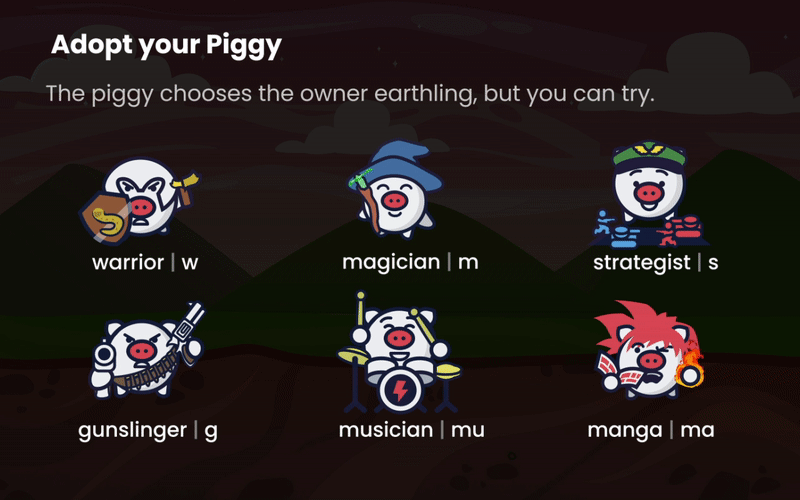 Adopt your Piggy
The piggy chooses the owner earthling, but you can try.
warrior | w
magician | m
strategist | s
gunslinger | g
musician | mu
manga | ma